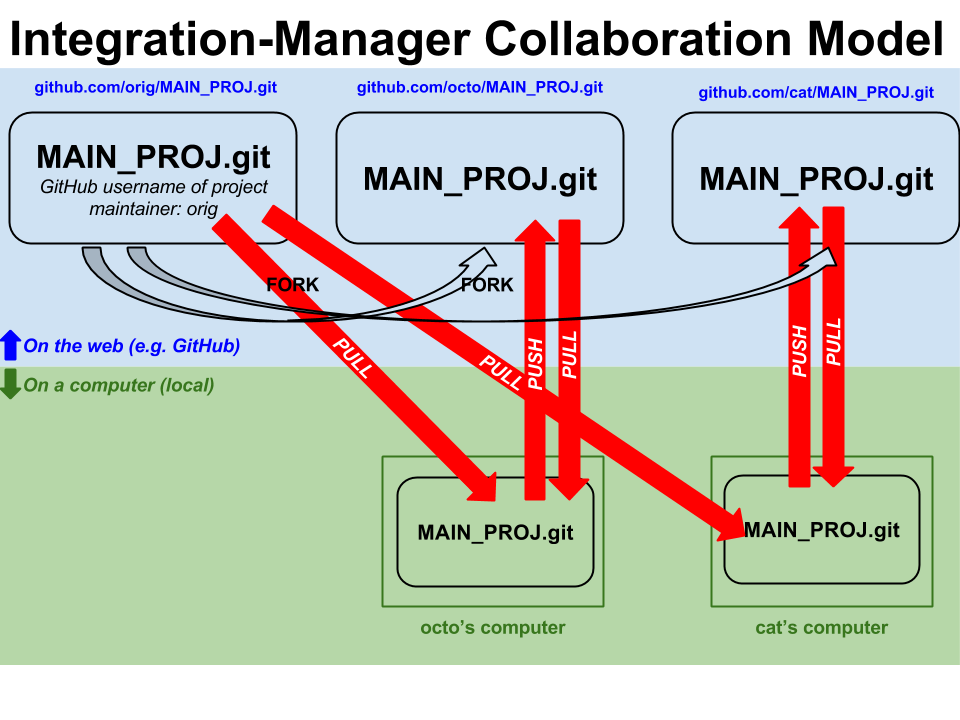 Integration-Manager Collaboration Model
github.com/orig/MAIN_PROJ.git
github.com/octo/MAIN_PROJ.git
github.com/cat/MAIN_PROJ.git
MAIN_PROJ.git
GitHub username of project
maintainer: orig
MAIN_PROJ.git
MAIN_PROJ.git
FORK
FORK
PULL
PULL
PUSH
PULL
PUSH
PULL
On the web (e.g. GitHub)
On a computer (local)
MAIN_PROJ.git
MAIN_PROJ.git
octo's computer
cat's computer